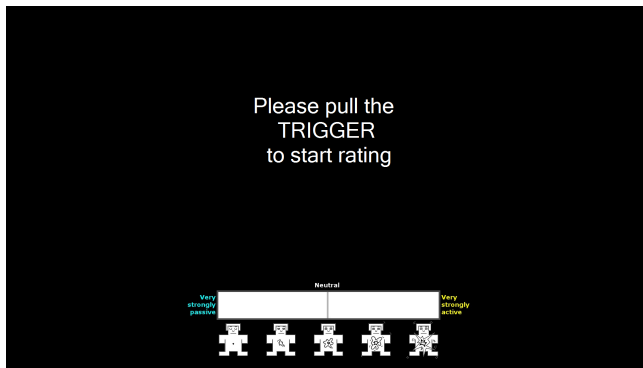 Please pull the
TRIGGER
to start rating
Neutral
Very
strongly
passive
Very
strongly
active